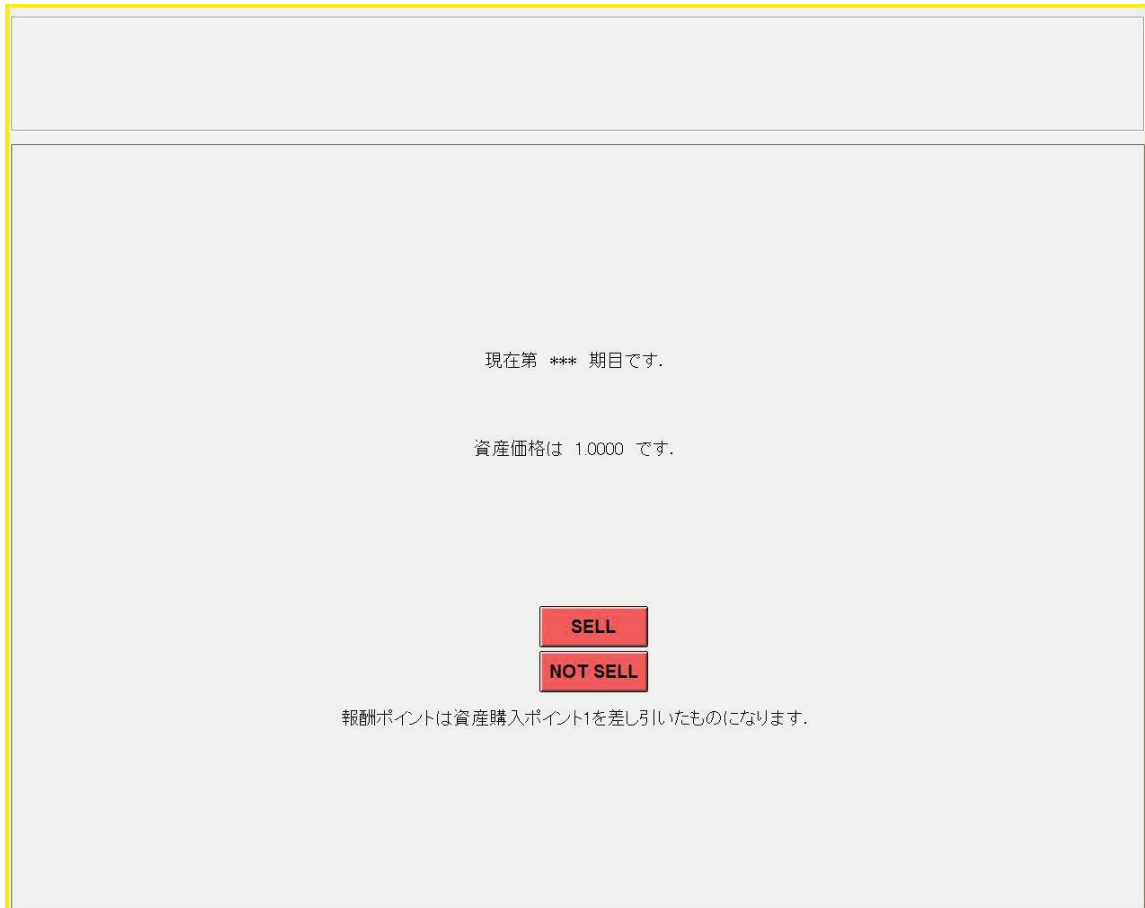 現在第 *** 期目です.
資産価格は 1.0000 です.
SELL
NOT SELL
報酬ポイントは資産購入ポイント1を差し引いたものになります.